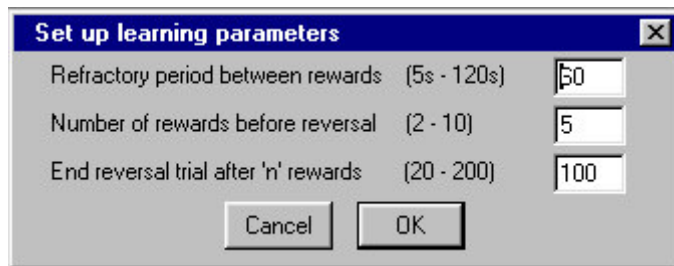 Set up learning parameters
Refractory period between rewards (5s - 120s) 60
Number of rewards before reversal (2 - 10) 5
End reversal trial after 'n' rewards (20 - 200) 100
Cancel OK